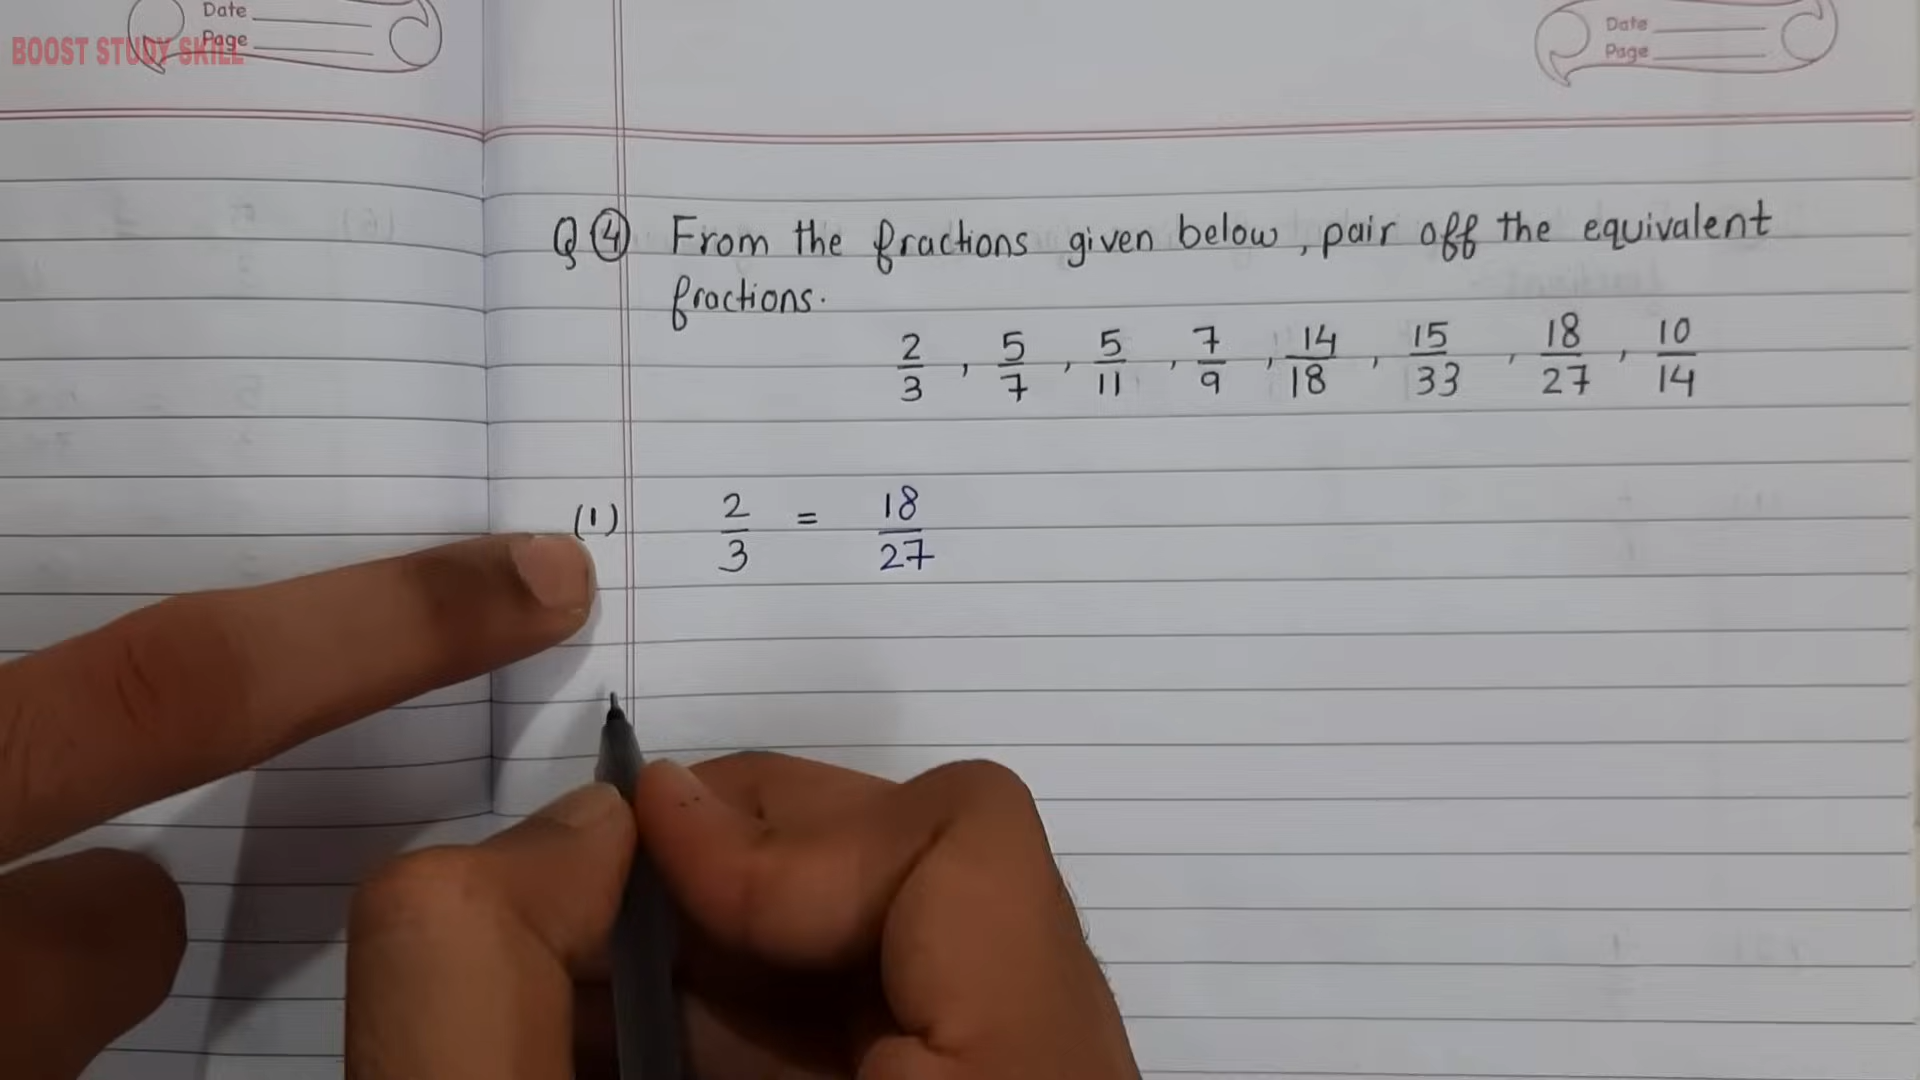 Date
Page
BOOST STUDY SKILL
Date
Page
Q ④ From the fractions given below, pair off the equivalent
fractions.
2/3 , 5/7 , 5/11 , 7/9 , 14/18 , 15/33 , 18/27 , 10/14
(1) 2/3 = 18/27